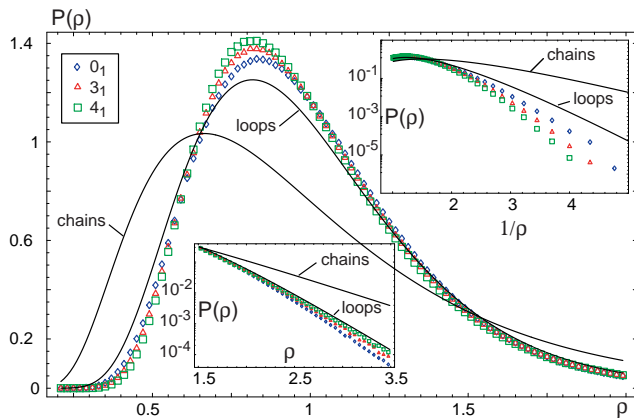 P(ρ)
1.4
1
0.6
0.2
0
0.5
1
1.5
ρ
0₁
3₁
4₁
chains
loops
10⁻¹
10⁻³
10⁻⁵
P(ρ)
chains
loops
2
3
4
1/ρ
10⁻²
10⁻³
10⁻⁴
P(ρ)
chains
loops
1.5
2.5
3.5
ρ